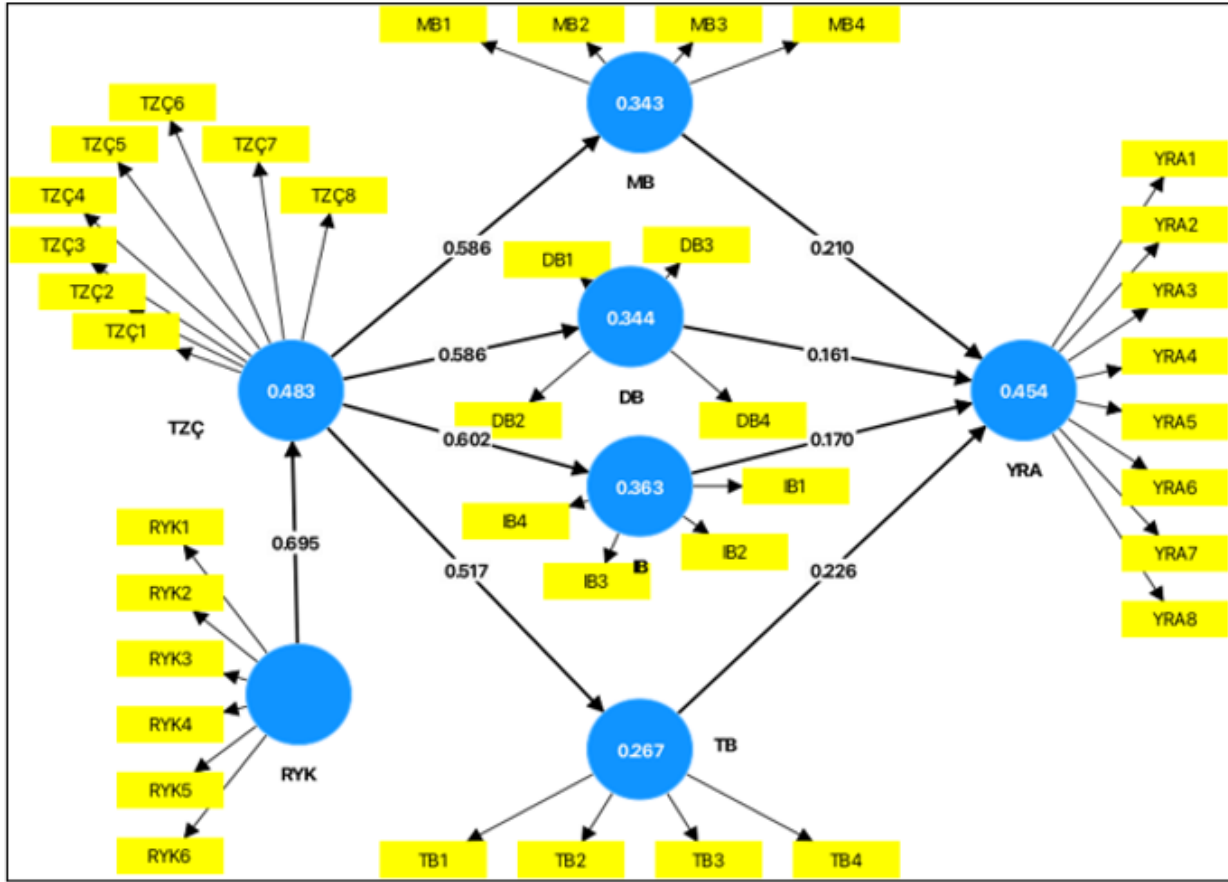 MB1
MB2
MB3
MB4
0.343
MB
TZÇ6
TZÇ5
TZÇ7
TZÇ4
TZÇ8
TZÇ3
TZÇ2
TZÇ1
0.483
TZÇ
0.586
0.586
0.602
0.517
DB1
DB3
0.344
DB
DB2
DB4
0.363
IB
IB1
IB4
IB2
IB3
0.210
0.161
0.170
0.226
0.454
YRA
YRA1
YRA2
YRA3
YRA4
YRA5
YRA6
YRA7
YRA8
0.695
RYK1
RYK2
RYK3
RYK4
RYK5
RYK6
RYK
0.267
TB
TB1
TB2
TB3
TB4